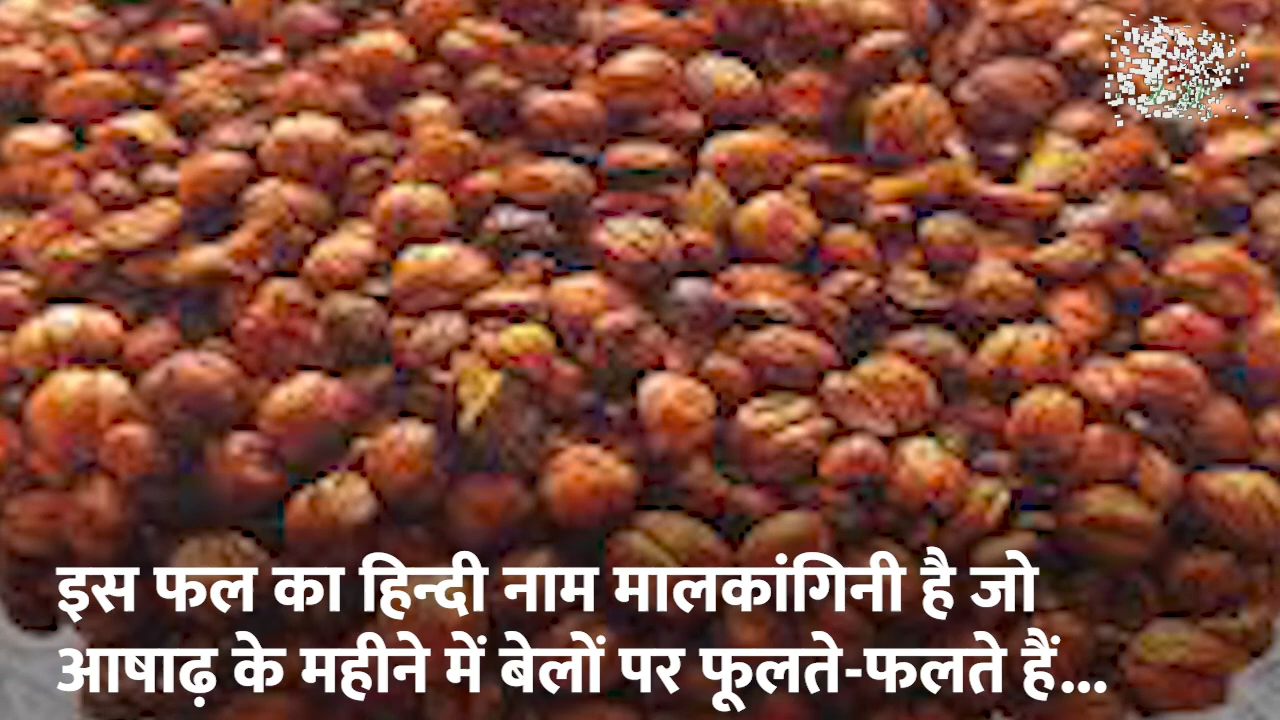 इस फल का हिन्दी नाम मालकांगिनी है जो
आषाढ़ के महीने में बेलों पर फूलते-फलते हैं...